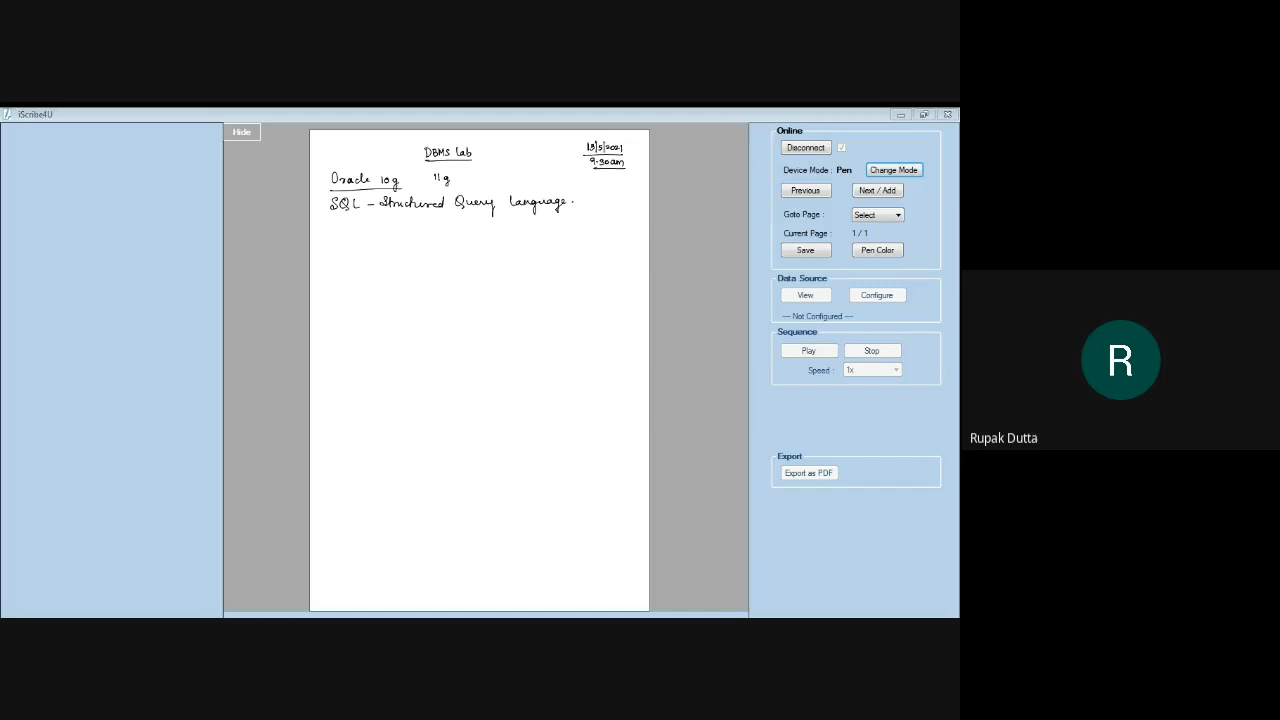 iScribe4U
Hide
DBMS Lab
18/5/2021
9.30am
Oracle 10g 11g
SQL - Structured Query Language.
Online
Disconnect
Device Mode : Pen Change Mode
Previous Next / Add
Goto Page : Select
Current Page : 1 / 1
Save Pen Color
Data Source
View Configure
--- Not Configured ---
Sequence
Play Stop
Speed : 1x
Export
Export as PDF
R
Rupak Dutta